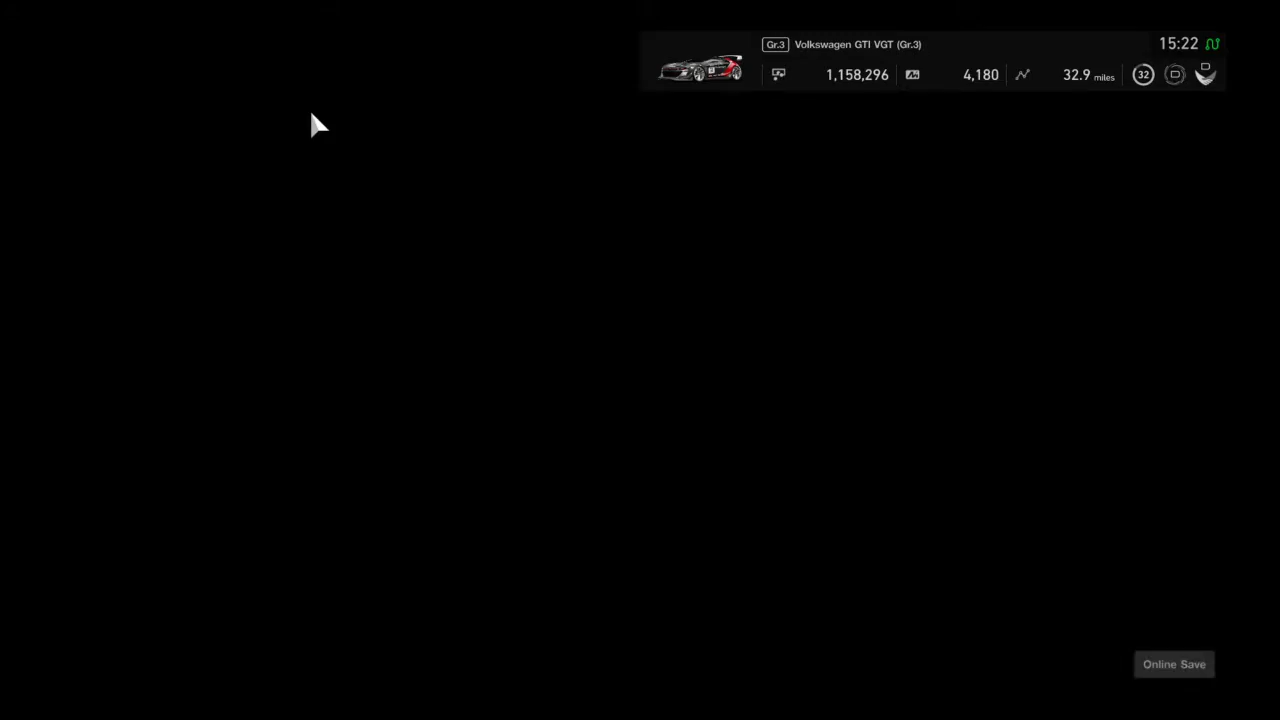 Gr.3 Volkswagen GTI VGT (Gr.3) 15:22
1,158,296 4,180 32.9 miles 32 D D
Online Save